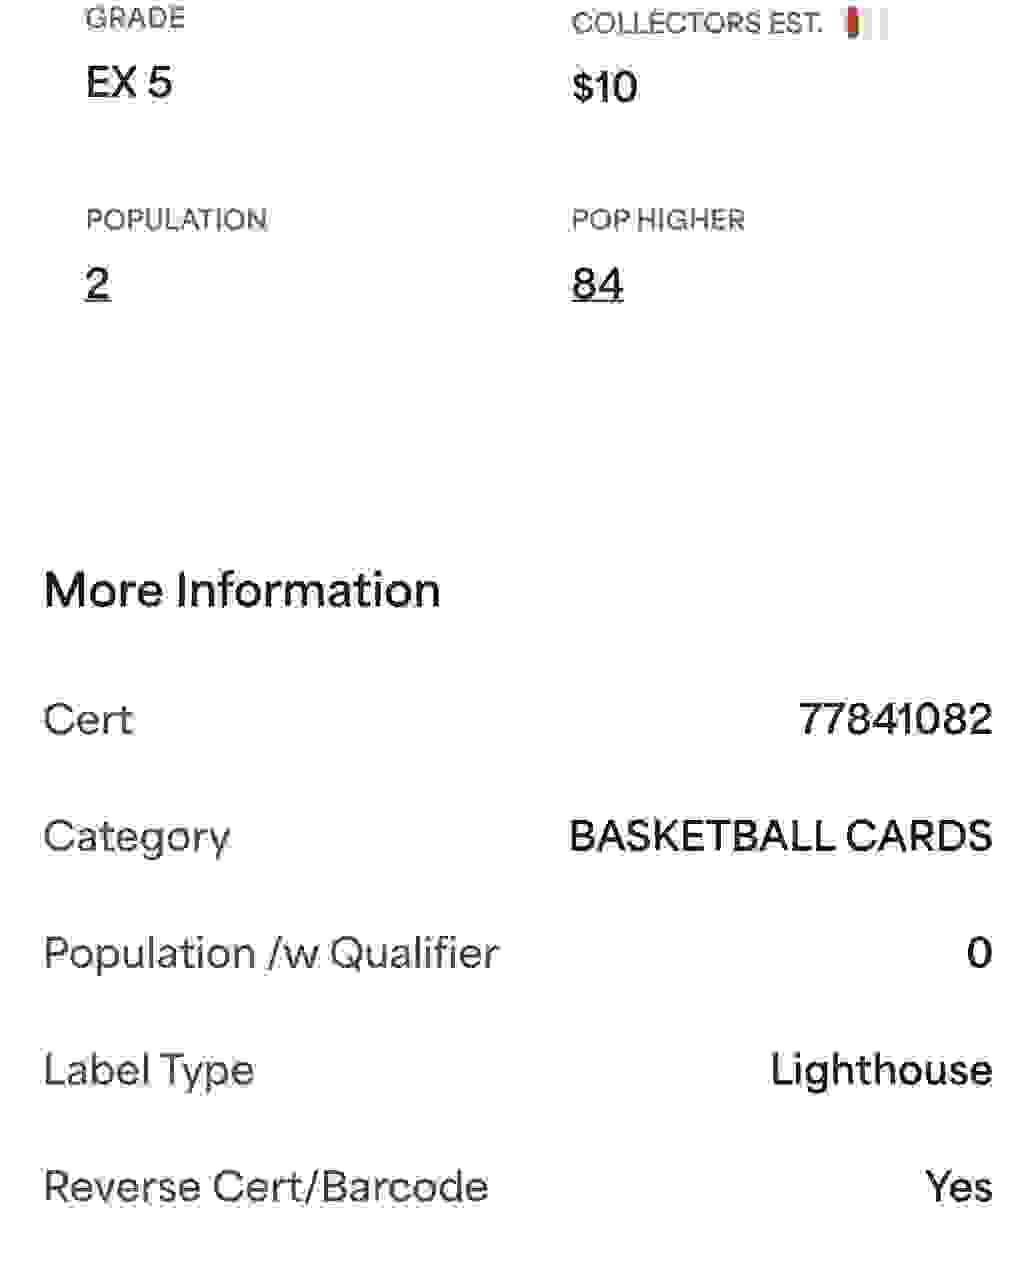 GRADE
COLLECTORS EST.
EX 5
$10
POPULATION
POP HIGHER
2
84
More Information
Cert
77841082
Category
BASKETBALL CARDS
Population /w Qualifier
0
Label Type
Lighthouse
Reverse Cert/Barcode
Yes